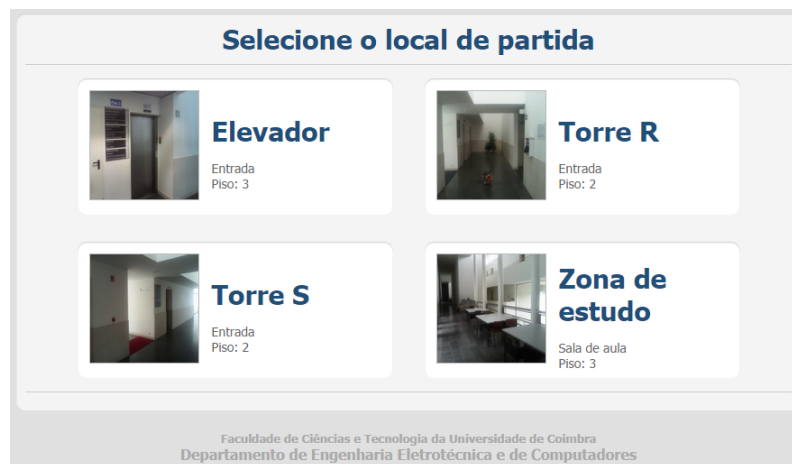 Selecione o local de partida
Elevador
Entrada
Piso: 3
Torre R
Entrada
Piso: 2
Torre S
Entrada
Piso: 2
Zona de
estudo
Sala de aula
Piso: 3
Faculdade de Ciências e Tecnologia da Universidade de Coimbra
Departamento de Engenharia Eletrotécnica e de Computadores